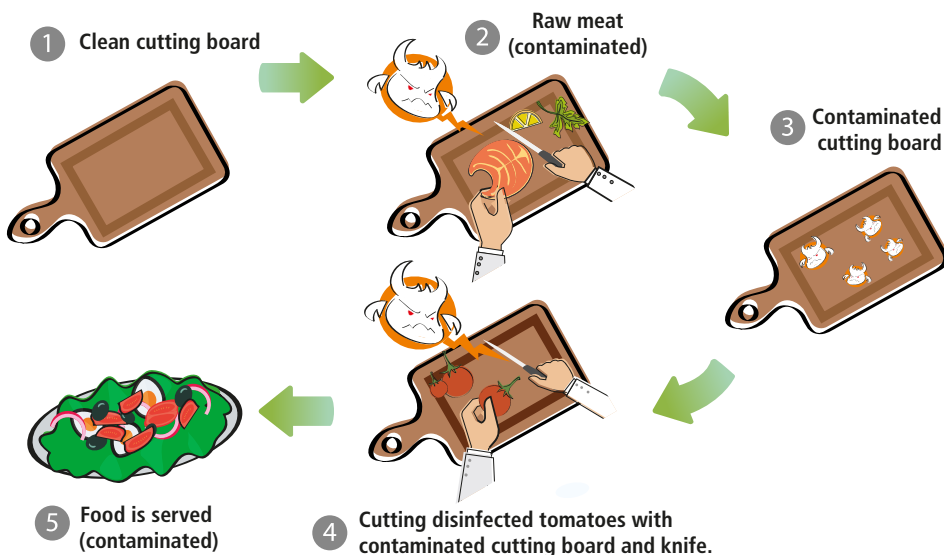 1 Clean cutting board
2 Raw meat
(contaminated)
3 Contaminated
cutting board
4 Cutting disinfected tomatoes with
contaminated cutting board and knife.
5 Food is served
(contaminated)